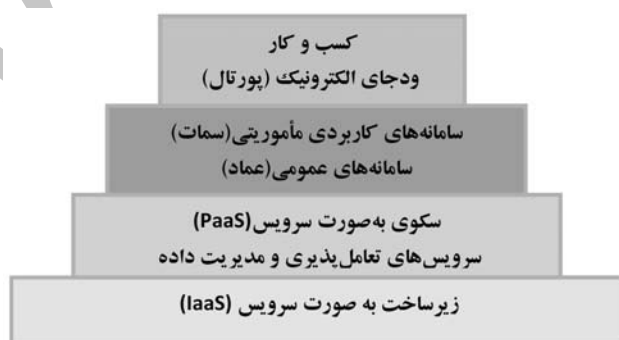 کسب و کار
ودجای الکترونیک (پورتال)
سامانه‌های کاربردی مأموریتی(سمات)
سامانه‌های عمومی(عماد)
سکوی به‌صورت سرویس(PaaS)
سرویس‌های تعامل‌پذیری و مدیریت داده
زیرساخت به صورت سرویس (IaaS)